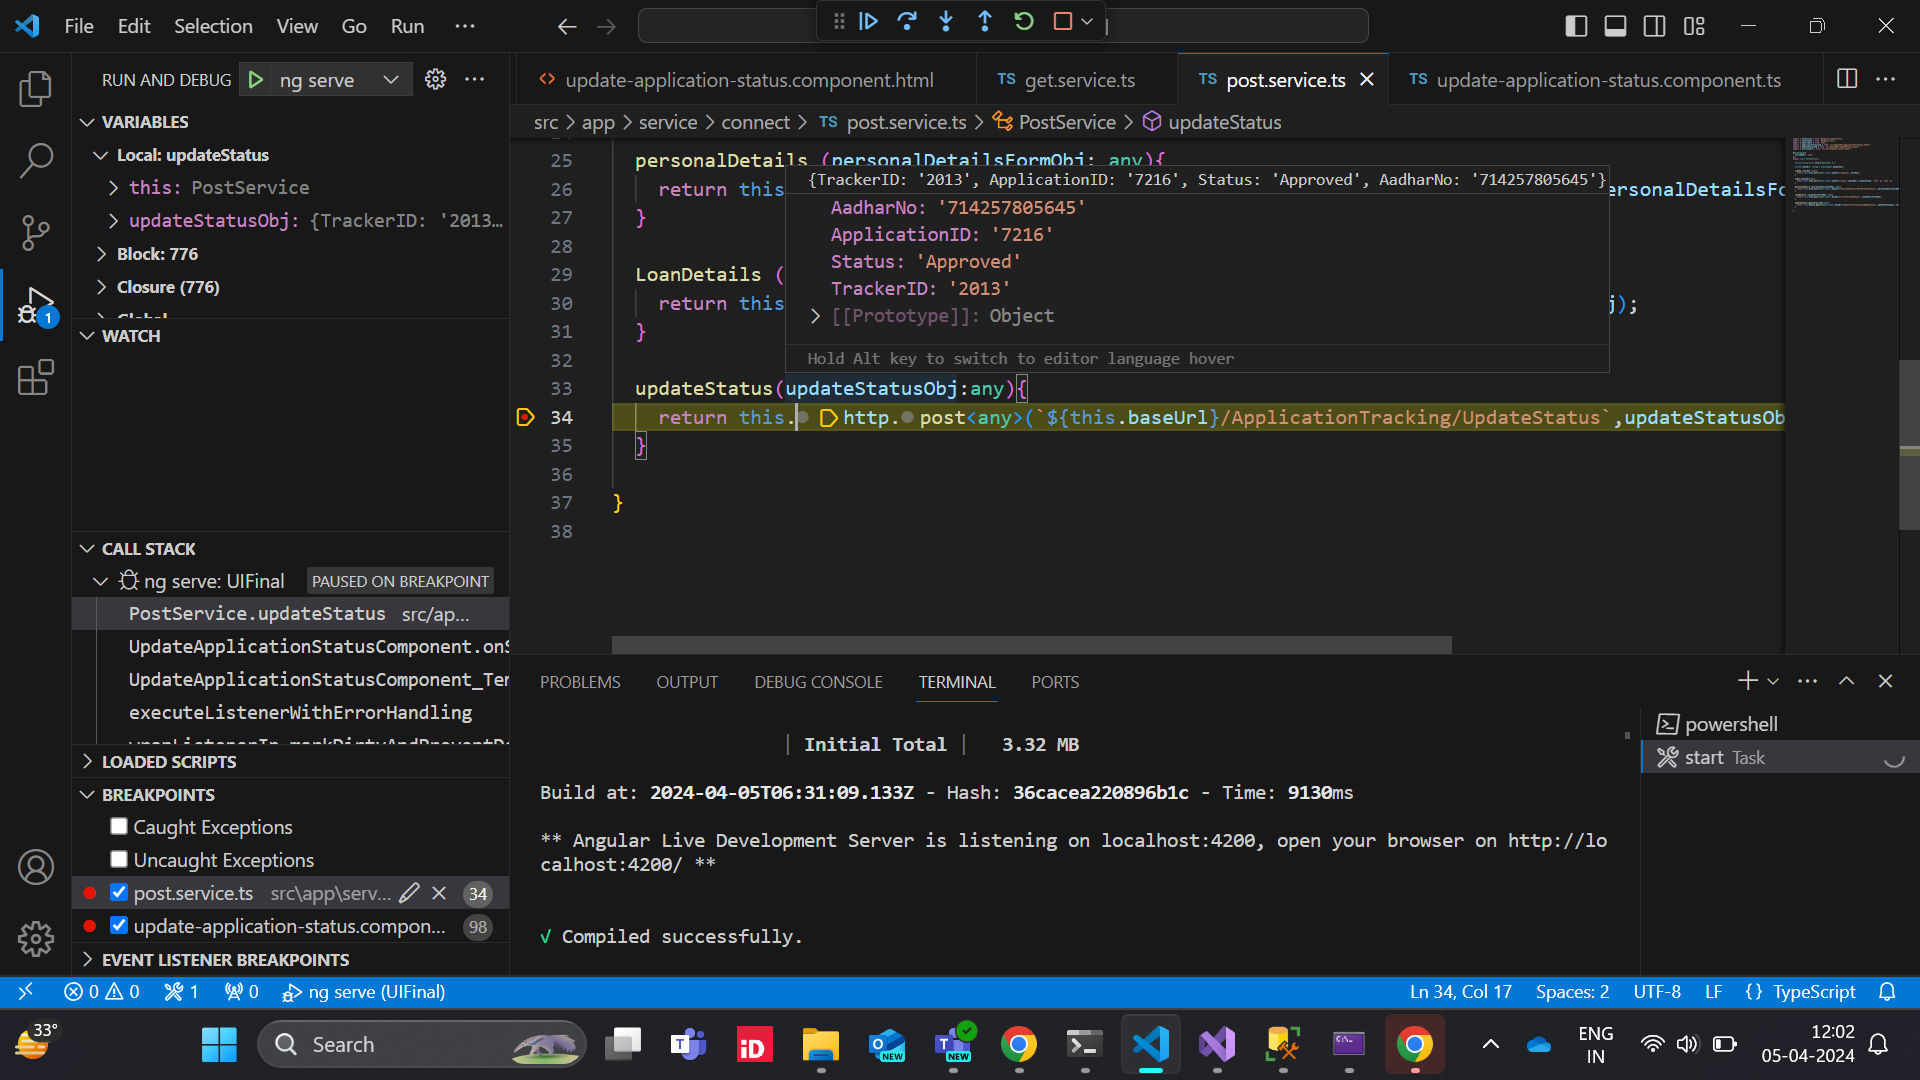 File Edit Selection View Go Run
RUN AND DEBUG ng serve
VARIABLES
Local: updateStatus
this: PostService
updateStatusObj: {TrackerID: '2013...
Block: 776
Closure (776)
WATCH
CALL STACK
ng serve: UIFinal PAUSED ON BREAKPOINT
PostService.updateStatus src/ap...
UpdateApplicationStatusComponent.on
UpdateApplicationStatusComponent_Te
executeListenerWithErrorHandling
LOADED SCRIPTS
BREAKPOINTS
Caught Exceptions
Uncaught Exceptions
post.service.ts src\app\serv... 34
update-application-status.compon... 98
EVENT LISTENER BREAKPOINTS
update-application-status.component.html TS get.service.ts TS post.service.ts TS update-application-status.component.ts
src > app > service > connect > TS post.service.ts > PostService > updateStatus
25 personalDetails (personalDetailsFormObj: any){
26 return this ersonalDetailsFo
27 }
28
29 LoanDetails (
30 return this );
31 }
32
33 updateStatus(updateStatusObj:any){
34 return this. http. post<any>(`${this.baseUrl}/ApplicationTracking/UpdateStatus`,updateStatusOb
35 }
36
37 }
38
{TrackerID: '2013', ApplicationID: '7216', Status: 'Approved', AadharNo: '714257805645'}
AadharNo: '714257805645'
ApplicationID: '7216'
Status: 'Approved'
TrackerID: '2013'
[[Prototype]]: Object
Hold Alt key to switch to editor language hover
PROBLEMS OUTPUT DEBUG CONSOLE TERMINAL PORTS
| Initial Total | 3.32 MB
Build at: 2024-04-05T06:31:09.133Z - Hash: 36cacea220896b1c - Time: 9130ms
** Angular Live Development Server is listening on localhost:4200, open your browser on http://lo
calhost:4200/ **
√ Compiled successfully.
powershell
start Task
0 0 1 0 ng serve (UIFinal) Ln 34, Col 17 Spaces: 2 UTF-8 LF {} TypeScript
33°
Search
ENG
IN
12:02
05-04-2024